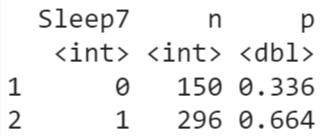 Sleep7 n p
<int> <int> <dbl>
1 0 150 0.336
2 1 296 0.664